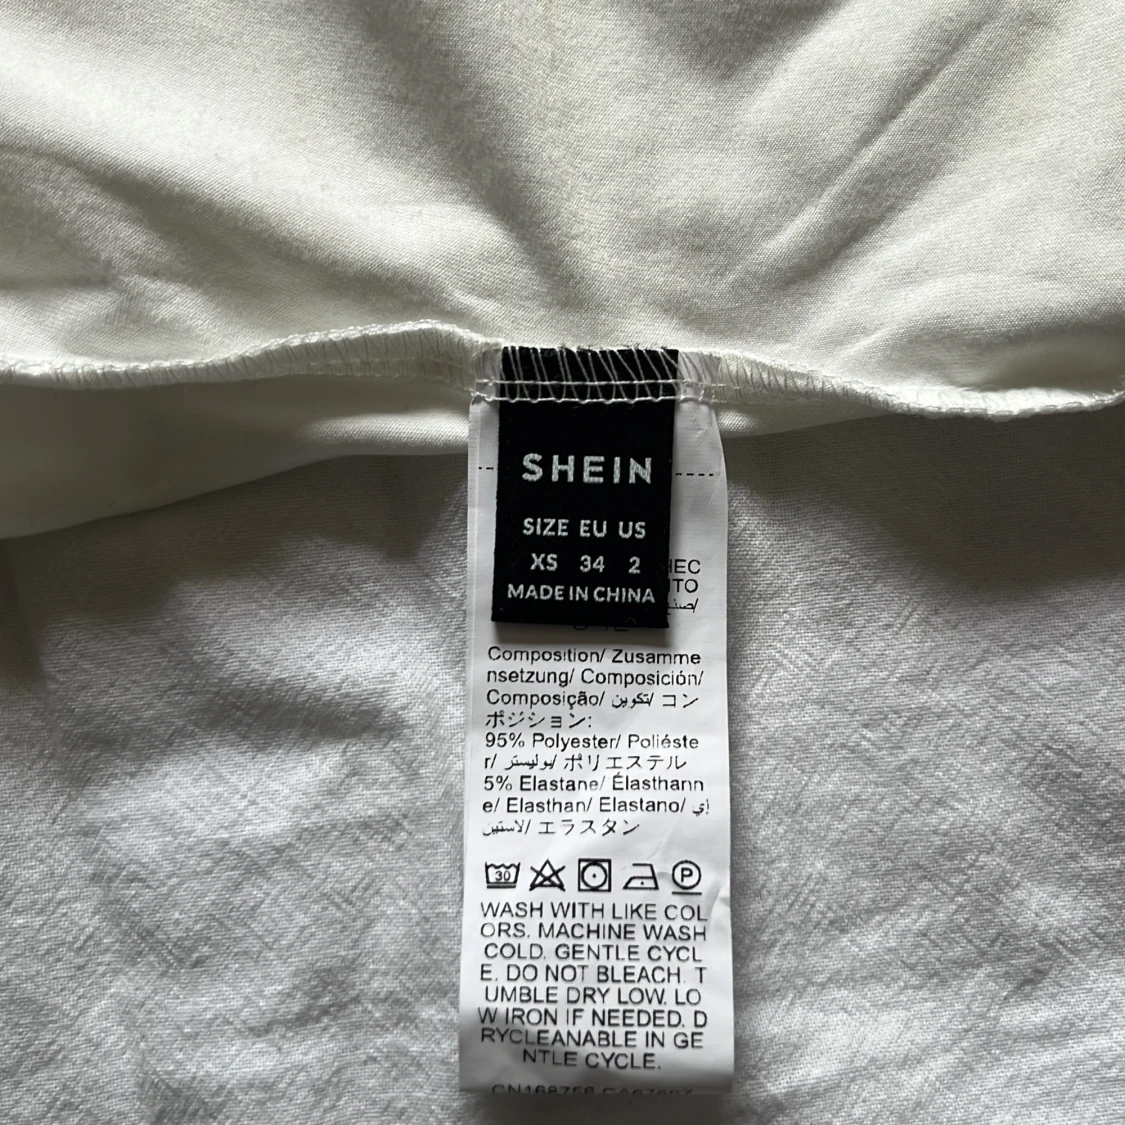 SHEIN
SIZE EU US
XS 34 2
MADE IN CHINA
Composition/ Zusamme
nsetzung/ Composición/
Composição/ تكوين/ コン
ポジション:
95% Polyester/ Poliéste
r/ بوليستر/ ポリエステル
5% Elastane/ Élasthann
e/ Elasthan/ Elastano/ إي
لاستين/ エラスタン
30
P
WASH WITH LIKE COL
ORS. MACHINE WASH
COLD. GENTLE CYCL
E. DO NOT BLEACH. T
UMBLE DRY LOW. LO
W IRON IF NEEDED. D
RYCLEANABLE IN GE
NTLE CYCLE.